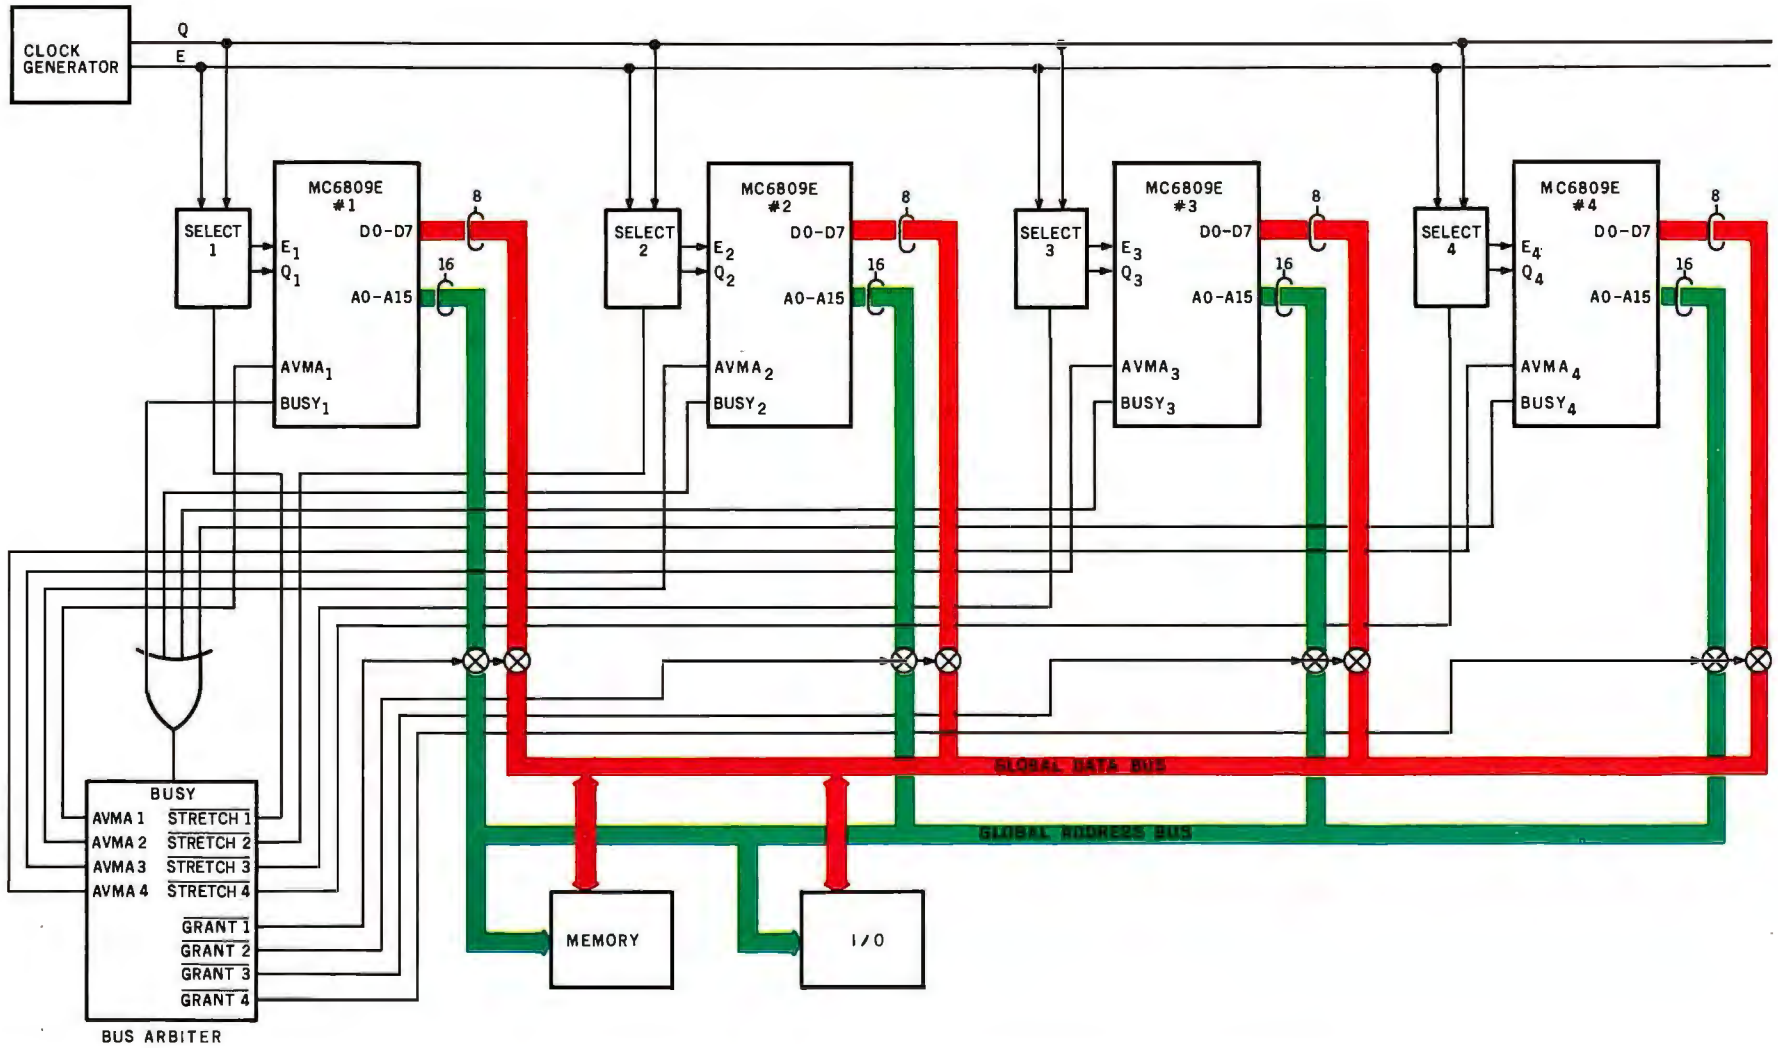 CLOCK
GENERATOR
Q
E
SELECT
1
MC6809E
#1
D0-D7
A0-A15
E1
Q1
AVMA1
BUSY1
8
16
SELECT
2
MC6809E
#2
D0-D7
A0-A15
E2
Q2
AVMA2
BUSY2
8
16
SELECT
3
MC6809E
#3
D0-D7
A0-A15
E3
Q3
AVMA3
BUSY3
8
16
SELECT
4
MC6809E
#4
D0-D7
A0-A15
E4
Q4
AVMA4
BUSY4
8
16
GLOBAL DATA BUS
GLOBAL ADDRESS BUS
BUSY
AVMA 1
AVMA 2
AVMA 3
AVMA 4
STRETCH 1
STRETCH 2
STRETCH 3
STRETCH 4
GRANT 1
GRANT 2
GRANT 3
GRANT 4
BUS ARBITER
MEMORY
I/O